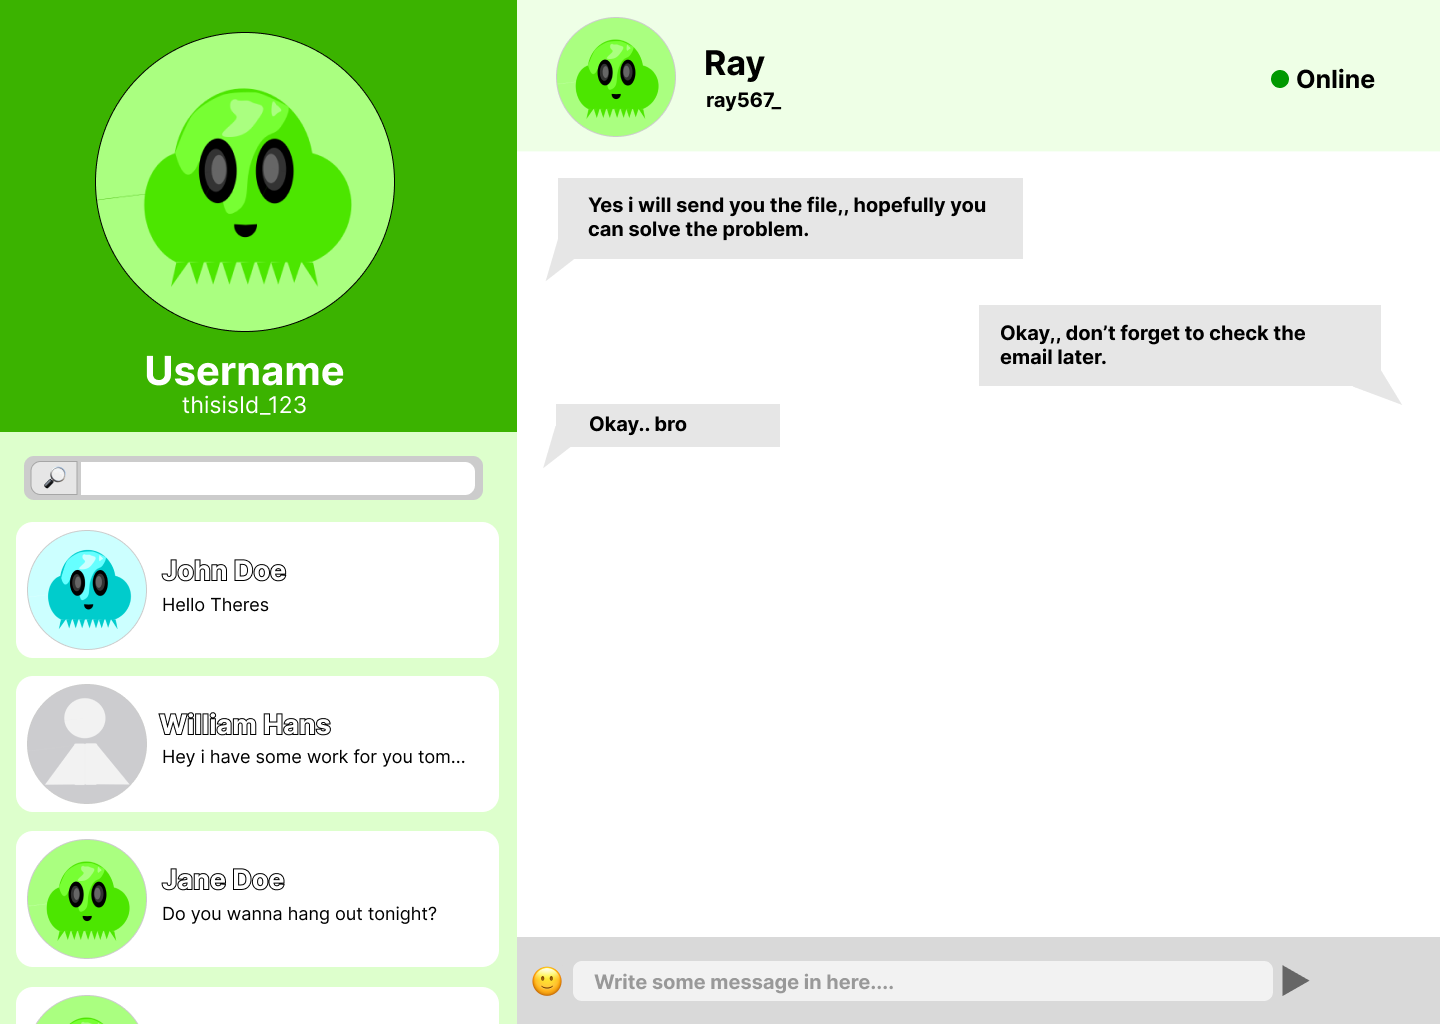 Username
thisisId_123
John Doe
Hello Theres
William Hans
Hey i have some work for you tom...
Jane Doe
Do you wanna hang out tonight?
Ray
ray567_
Online
Yes i will send you the file,, hopefully you
can solve the problem.
Okay,, don’t forget to check the
email later.
Okay.. bro
Write some message in here....